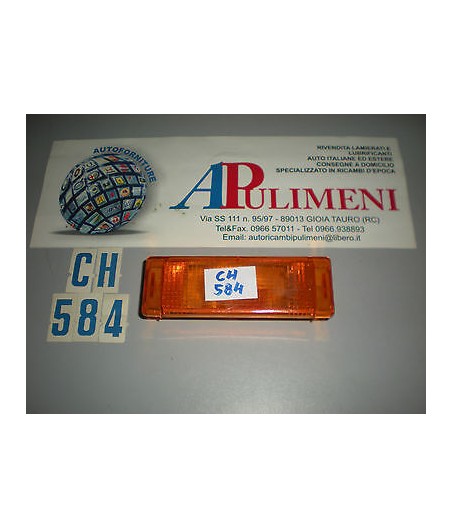 AUTOFORNITURE
RIVENDITA LAMIERATI E
LUBRIFICANTI
AUTO ITALIANE ED ESTERE
CONSEGNE A DOMICILIO
SPECIALIZZATO IN RICAMBI D'EPOCA
APULIMENI
Via SS 111 n. 95/97 - 89013 GIOIA TAURO (RC)
Tel&Fax. 0966 57011 - Tel 0966.938893
Email: autoricambipulimeni@libero.it
CH
584
CH
584